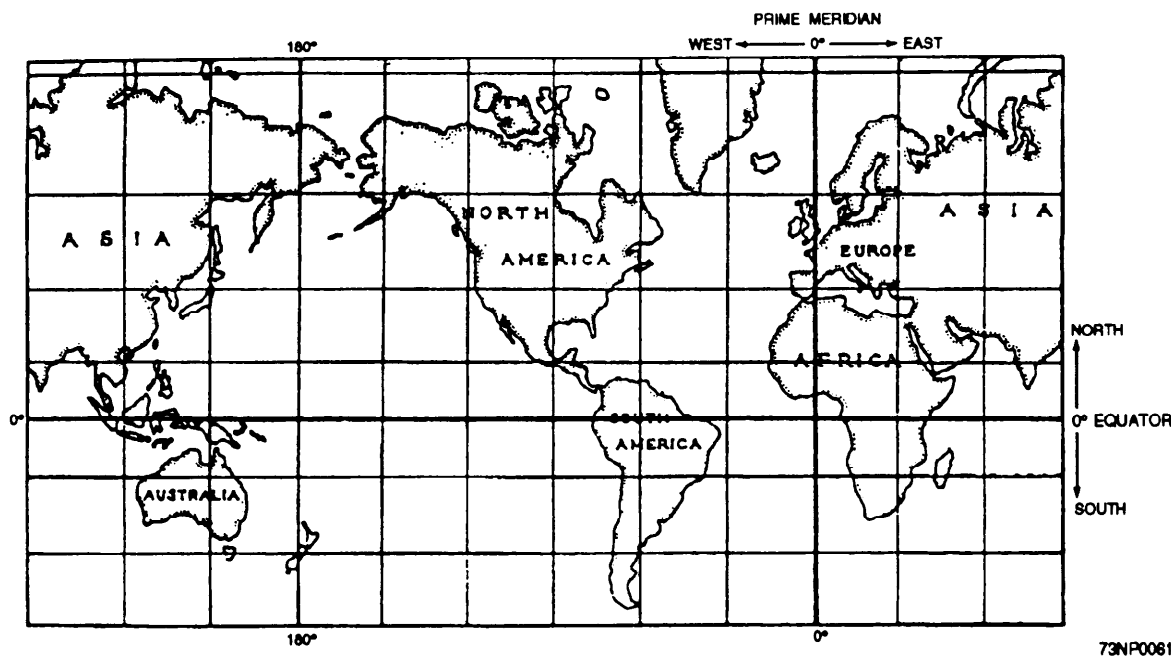 PRIME MERIDIAN
180°
WEST 0° EAST
NORTH
ASIA
ASIA
AMERICA
EUROPE
NORTH
AFRICA
0°
SOUTH
0° EQUATOR
AMERICA
AUSTRALIA
SOUTH
180°
0°
73NP0061